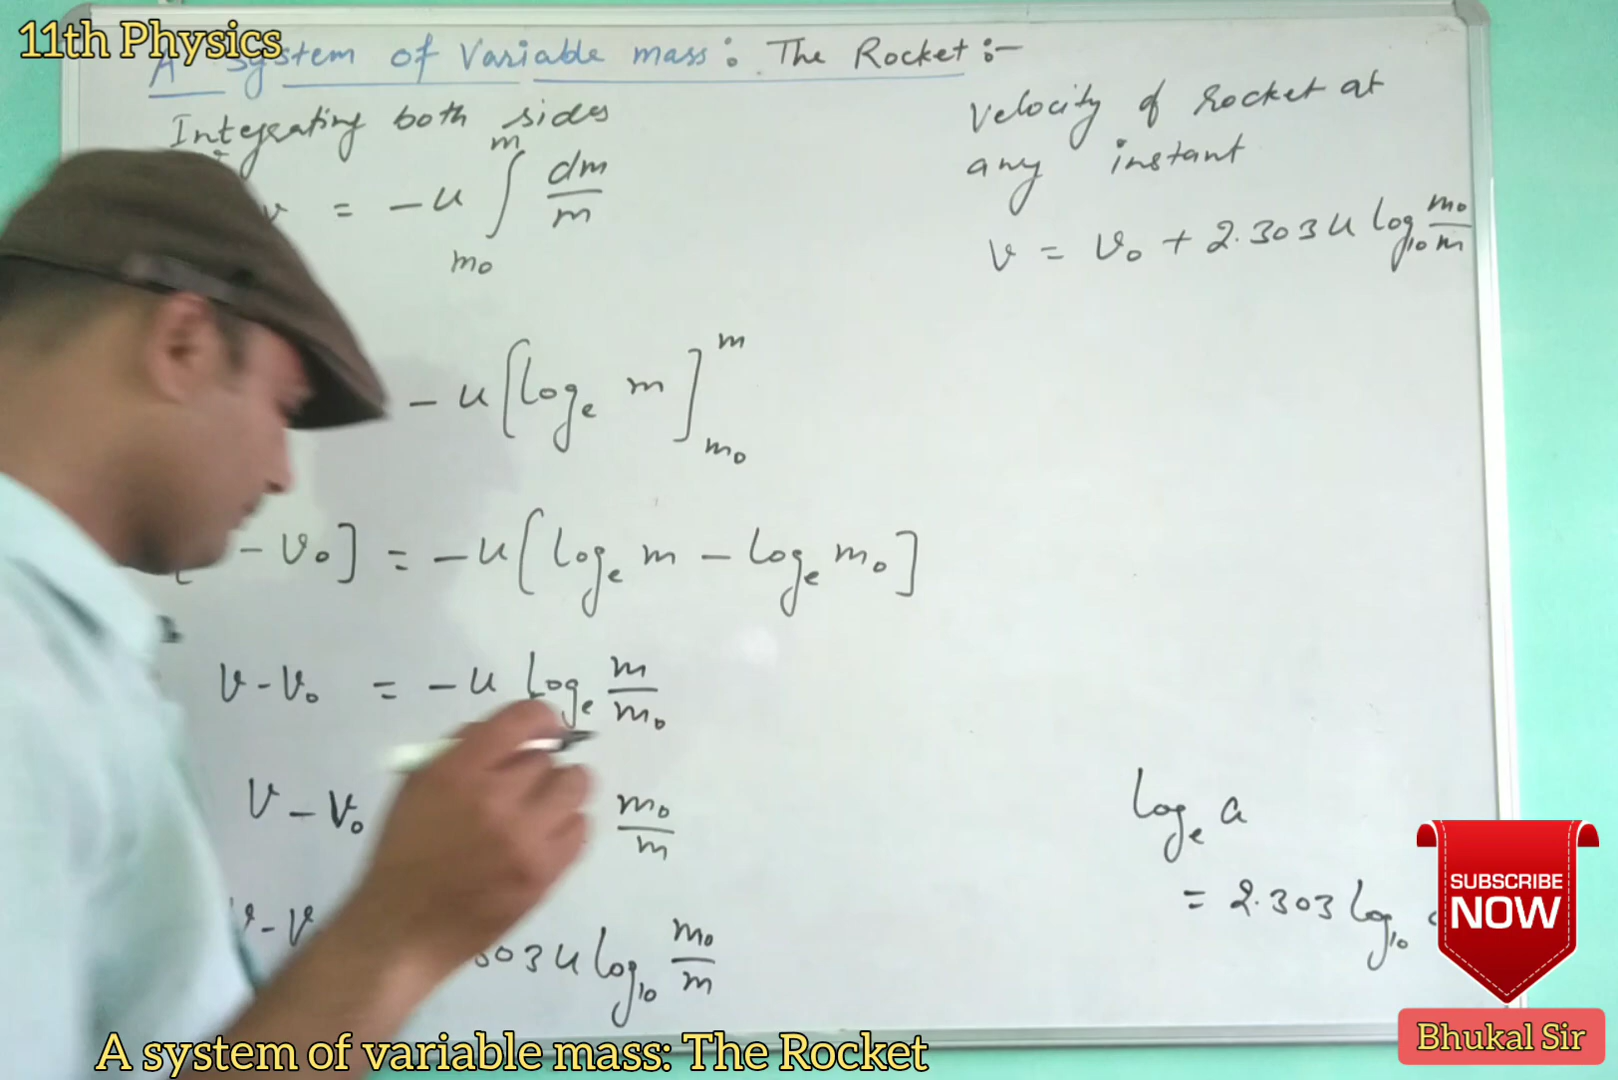 11th Physics
A System of Variable mass: The Rocket :-
Integrating both sides
v = -u ∫ dm/m
m
m₀
- u [logₑ m]
m
m₀
- v₀] = -u [logₑ m - logₑ m₀]
v - v₀ = -u logₑ m/m₀
v - v₀ m₀/m
v - v 303 u log₁₀ m₀/m
Velocity of rocket at
any instant
v = v₀ + 2.303 u log₁₀ m₀/m
logₑ a
= 2.303 log₁₀
SUBSCRIBE
NOW
Bhukal Sir
A system of variable mass: The Rocket